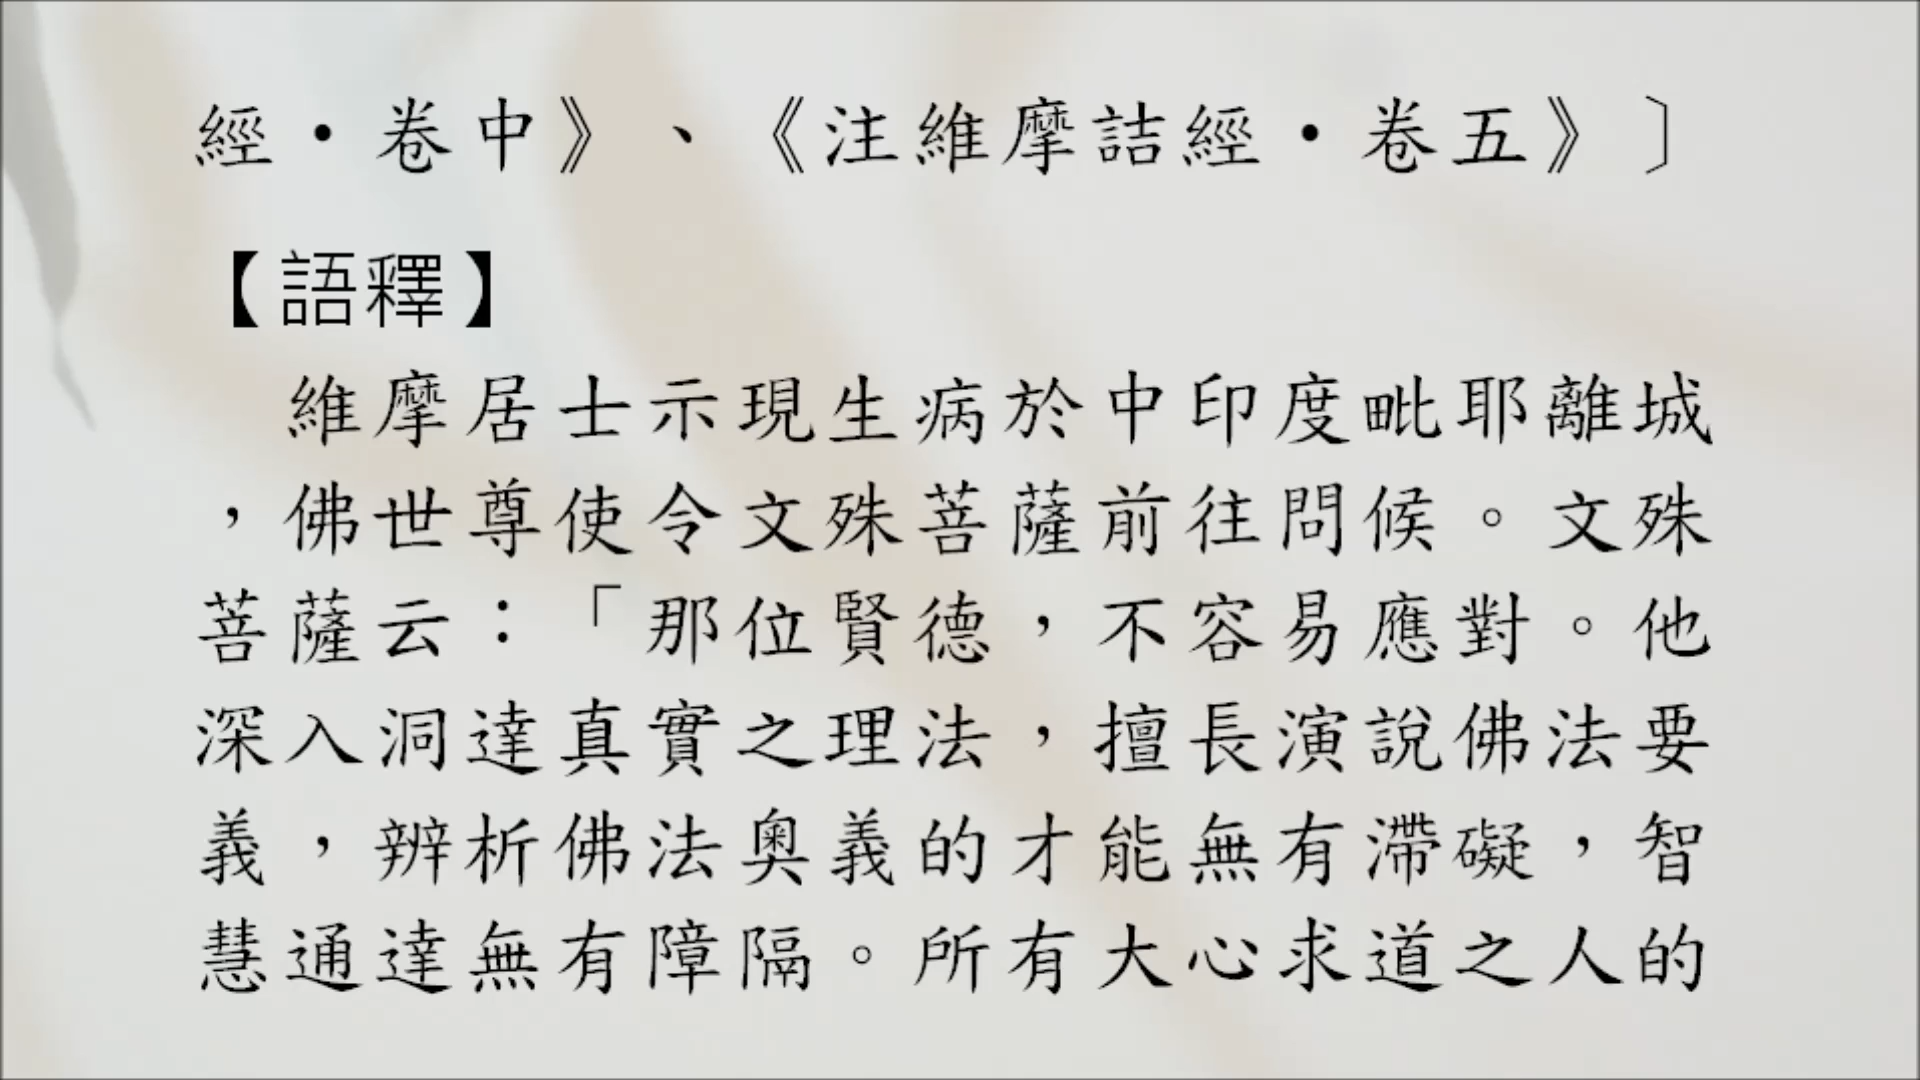 經·卷中》、《注維摩詰經·卷五》〕
【語釋】
維摩居士示現生病於中印度毗耶離城
，佛世尊使令文殊菩薩前往問候。文殊
菩薩云：「那位賢德，不容易應對。他
深入洞達真實之理法，擅長演說佛法要
義，辨析佛法奧義的才能無有滯礙，智
慧通達無有障隔。所有大心求道之人的